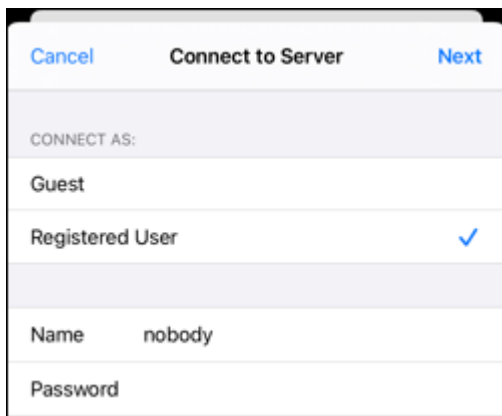 Cancel Connect to Server Next
CONNECT AS:
Guest
Registered User
Name nobody
Password